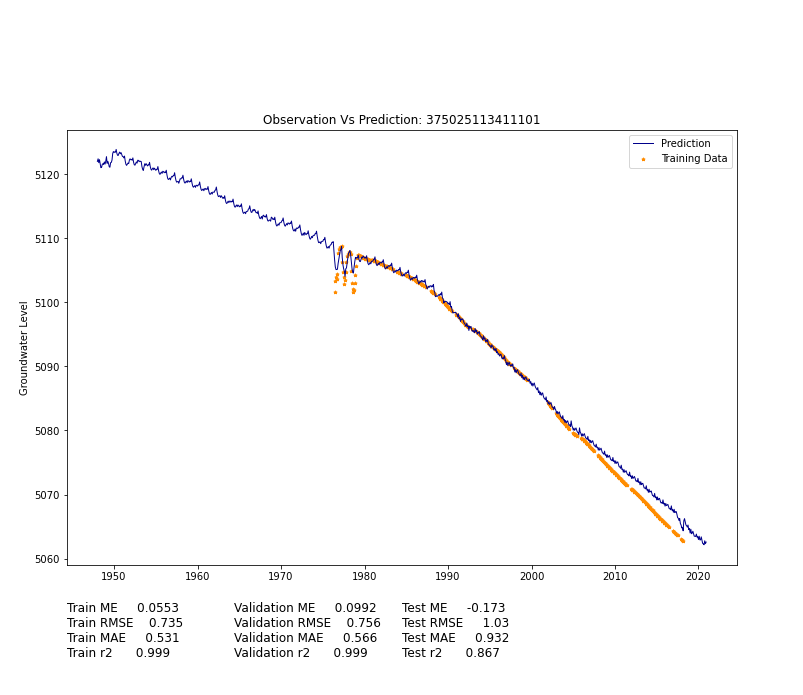 Observation Vs Prediction: 375025113411101
Prediction
Training Data
Groundwater Level
5120
5110
5100
5090
5080
5070
5060
1950 1960 1970 1980 1990 2000 2010 2020
Train ME 0.0553 Validation ME 0.0992 Test ME -0.173
Train RMSE 0.735 Validation RMSE 0.756 Test RMSE 1.03
Train MAE 0.531 Validation MAE 0.566 Test MAE 0.932
Train r2 0.999 Validation r2 0.999 Test r2 0.867